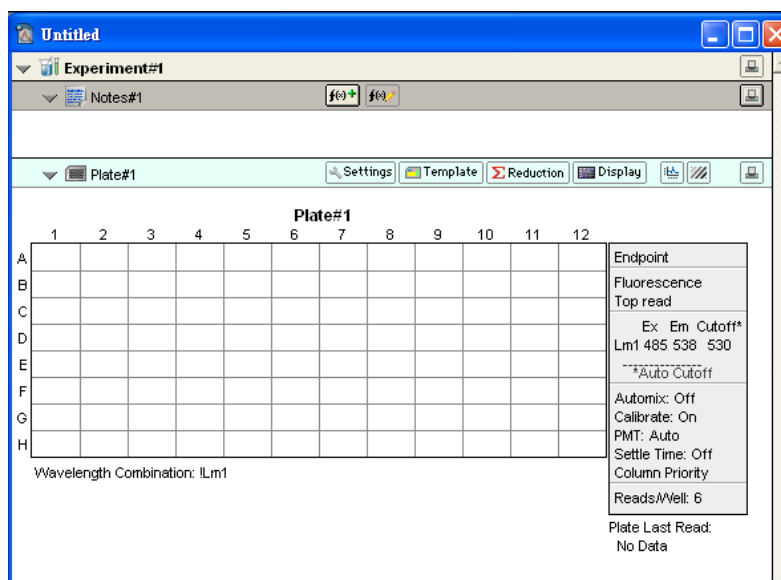 Untitled
Experiment#1
Notes#1
f(x)+ f(x)
Plate#1 Settings Template Σ Reduction Display
Plate#1
1 2 3 4 5 6 7 8 9 10 11 12
A
B
C
D
E
F
G
H
Wavelength Combination: !Lm1
Endpoint
Fluorescence
Top read
Ex Em Cutoff*
Lm1 485 538 530
*Auto Cutoff
Automix: Off
Calibrate: On
PMT: Auto
Settle Time: Off
Column Priority
Reads/Well: 6
Plate Last Read:
No Data